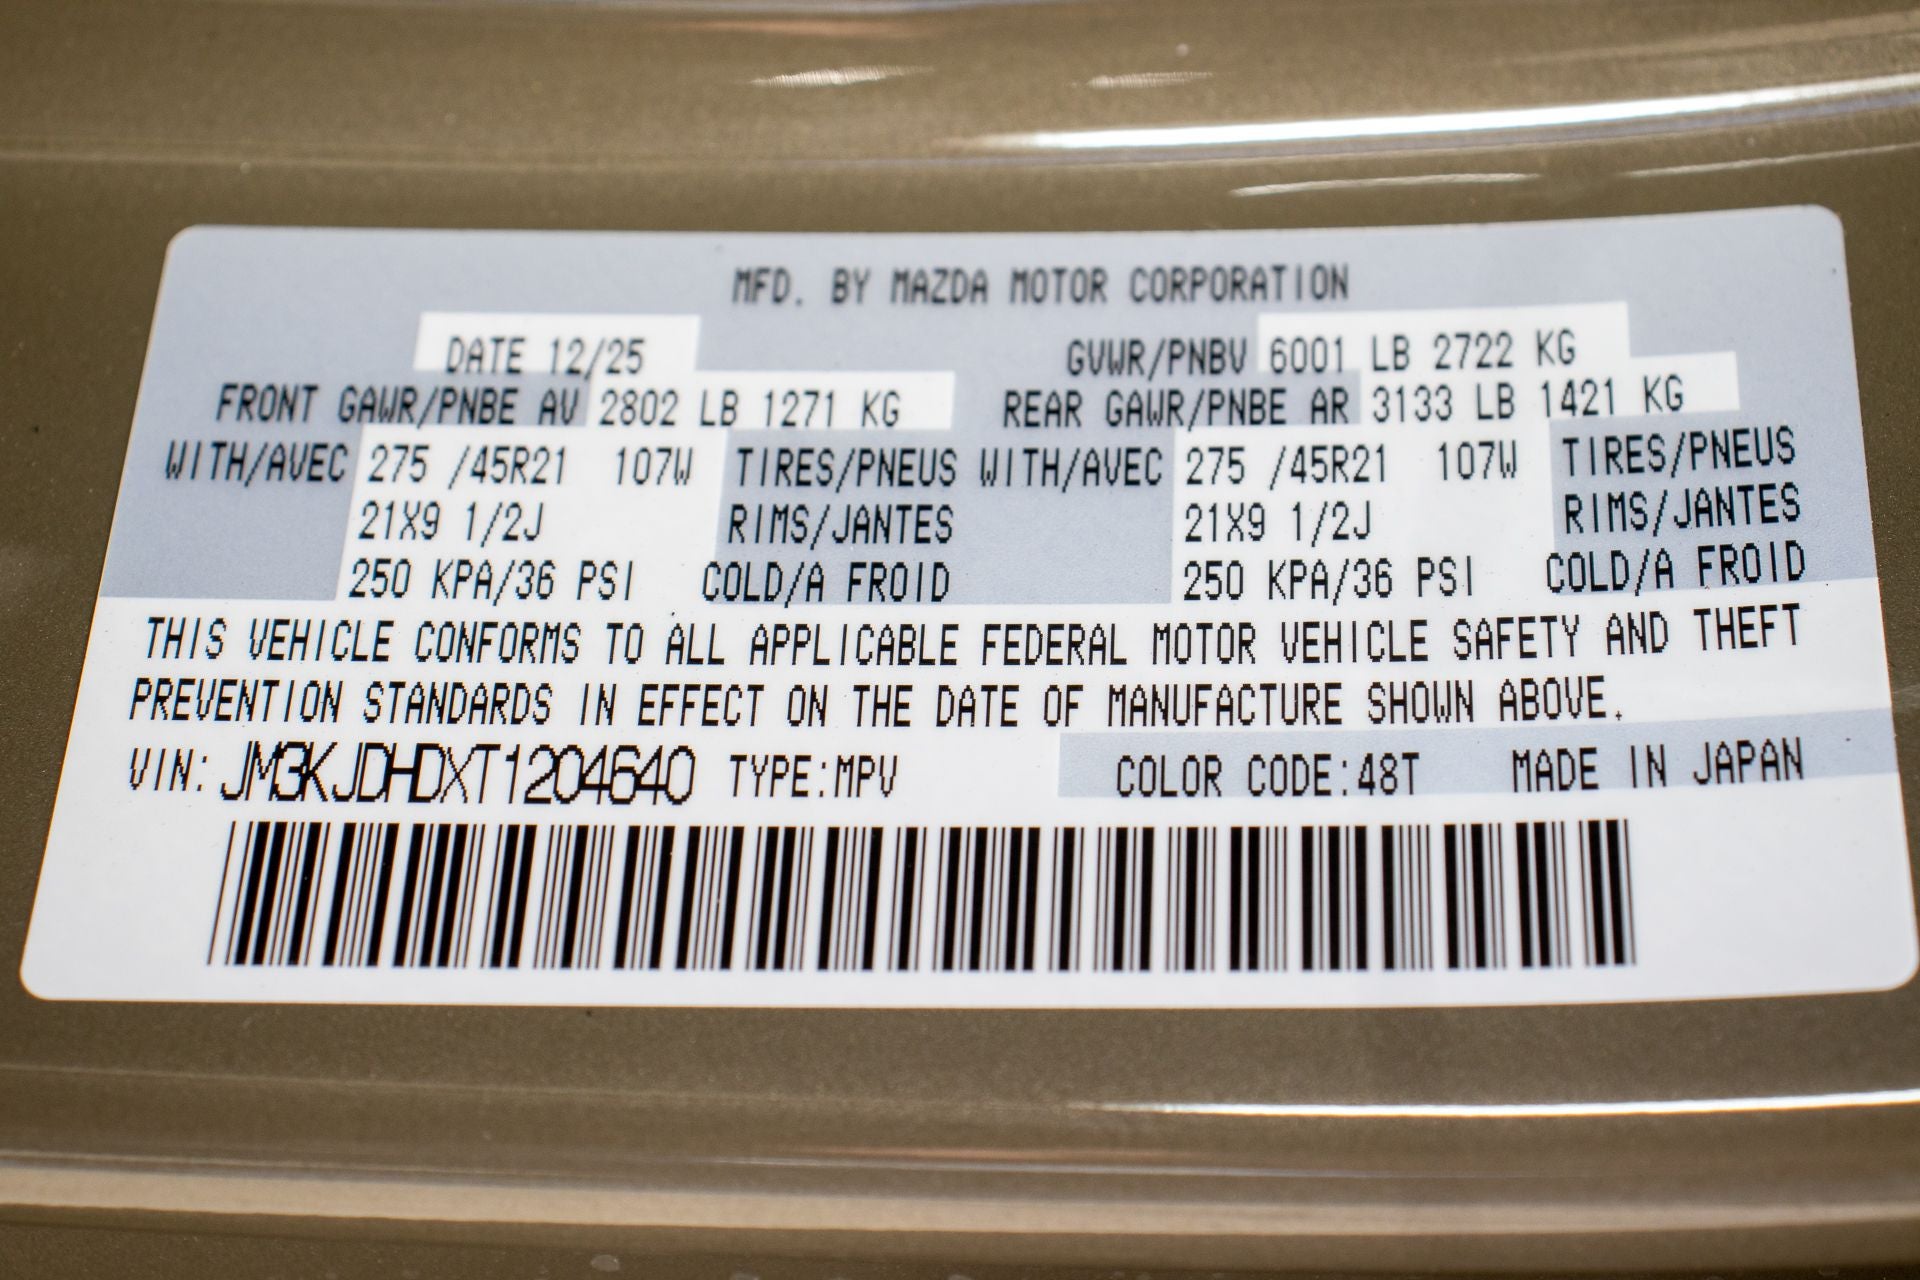 MFD. BY MAZDA MOTOR CORPORATION
DATE 12/25 GVWR/PNBV 6001 LB 2722 KG
FRONT GAWR/PNBE AV 2802 LB 1271 KG REAR GAWR/PNBE AR 3133 LB 1421 KG
WITH/AVEC 275 /45R21 107W TIRES/PNEUS WITH/AVEC 275 /45R21 107W TIRES/PNEUS
21X9 1/2J RIMS/JANTES 21X9 1/2J RIMS/JANTES
250 KPA/36 PSI COLD/A FROID 250 KPA/36 PSI COLD/A FROID
THIS VEHICLE CONFORMS TO ALL APPLICABLE FEDERAL MOTOR VEHICLE SAFETY AND THEFT
PREVENTION STANDARDS IN EFFECT ON THE DATE OF MANUFACTURE SHOWN ABOVE.
VIN: JM3KJDHDXT1204640 TYPE:MPV COLOR CODE:48T MADE IN JAPAN